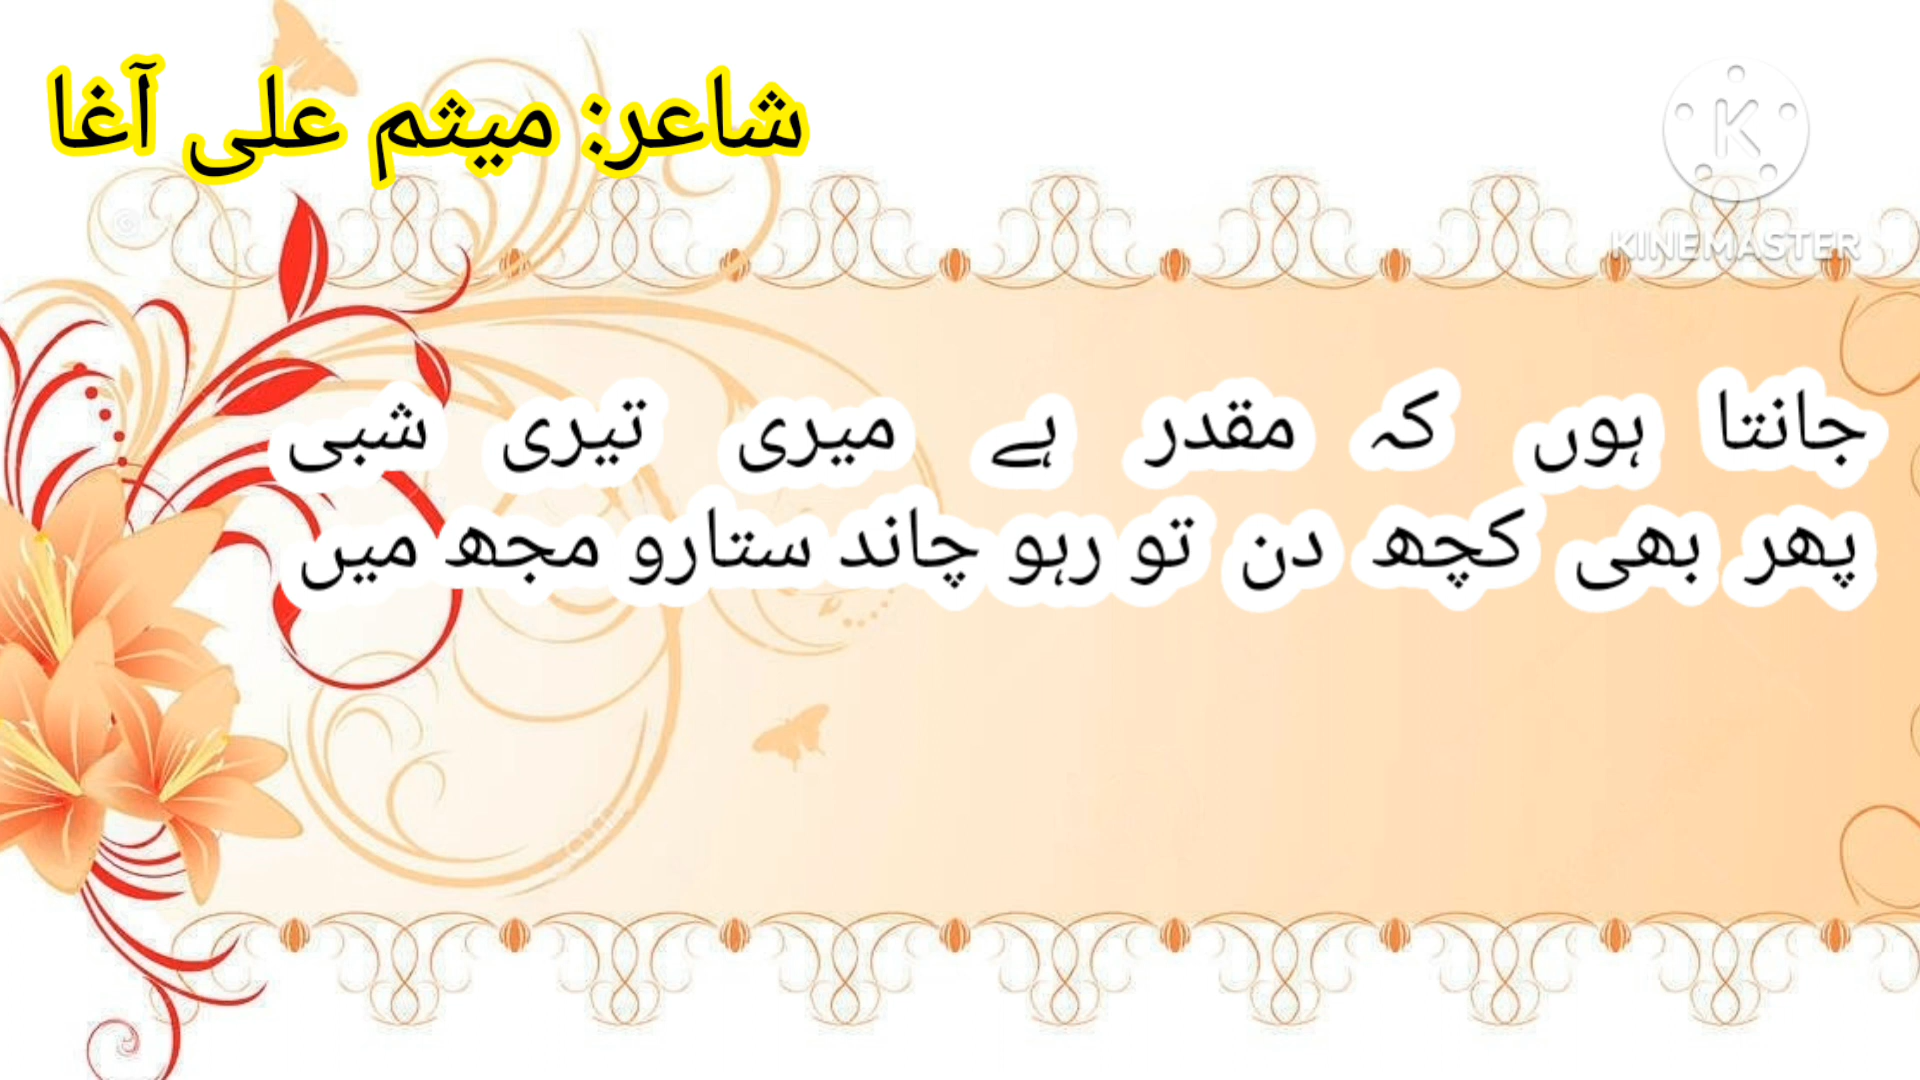 شاعر: میثم علی آغا
KINEMASTER
جانتا ہوں کہ مقدر ہے میری تیری شبی
پھر بھی کچھ دن تو رہو چاند ستارو مجھ میں